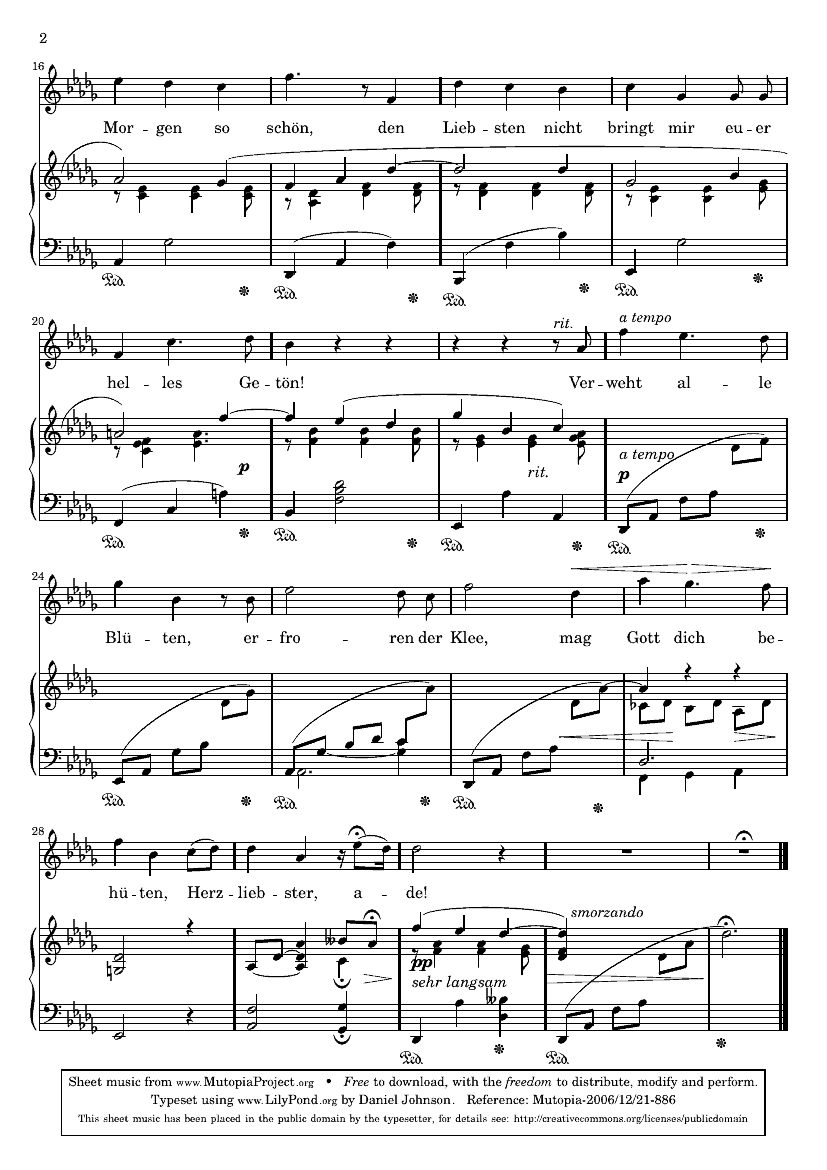 2
16
Mor - gen so schön, den Lieb - sten nicht bringt mir eu - er
20
rit. a tempo
hel - les Ge - tön! Ver - weht al - le
a tempo
p rit. p
24
Blü - ten, er - fro - ren der Klee, mag Gott dich be -
28
hü - ten, Herz - lieb - ster, a - de!
smorzando
pp
sehr langsam
Sheet music from www.MutopiaProject.org • Free to download, with the freedom to distribute, modify and perform.
Typeset using www.LilyPond.org by Daniel Johnson. Reference: Mutopia-2006/12/21-886
This sheet music has been placed in the public domain by the typesetter, for details see: http://creativecommons.org/licenses/publicdomain